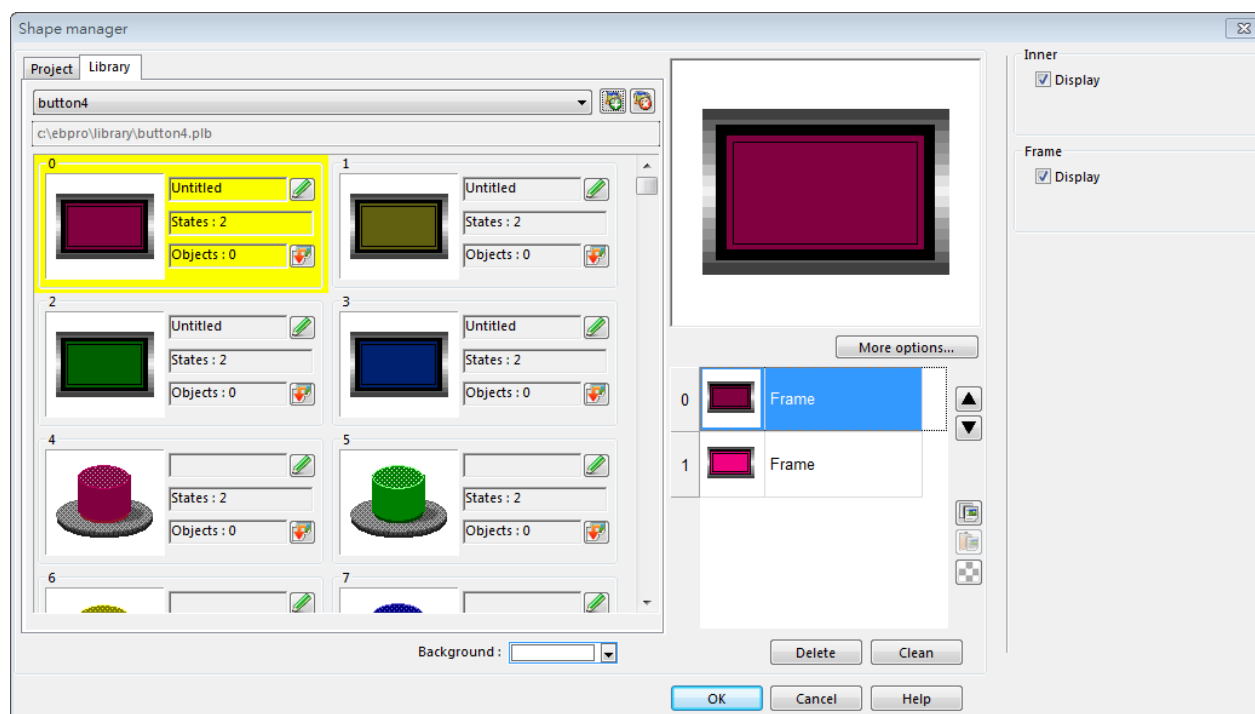 Shape manager
Project
Library
button4
c:\ebpro\library\button4.plb
0
Untitled
States : 2
Objects : 0
1
Untitled
States : 2
Objects : 0
2
Untitled
States : 2
Objects : 0
3
Untitled
States : 2
Objects : 0
4
States : 2
Objects : 0
5
States : 2
Objects : 0
6
7
Background :
More options...
0 Frame
1 Frame
Delete
Clean
OK
Cancel
Help
Inner
Display
Frame
Display